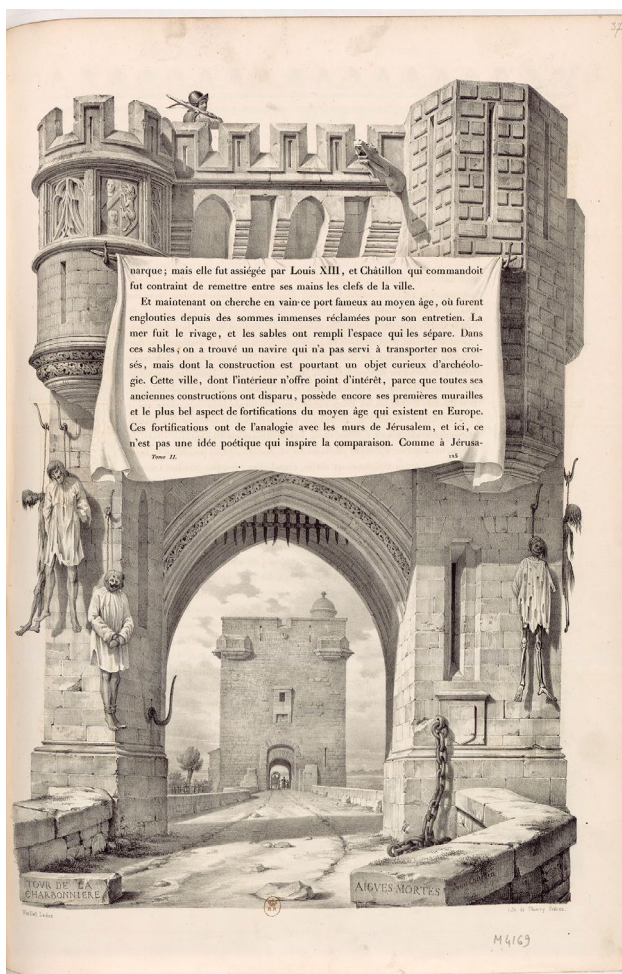 narque ; mais elle fut assiégée par Louis XIII, et Châtillon qui commandoit
fut contraint de remettre entre ses mains les clefs de la ville.
Et maintenant on cherche en vain ce port fameux au moyen âge, où furent
englouties depuis des sommes immenses réclamées pour son entretien. La
mer fuit le rivage, et les sables ont rempli l'espace qui les sépare. Dans
ces sables on a trouvé un navire qui n'a pas servi à transporter nos croi-
sés, mais dont la construction est pourtant un objet curieux d'archéolo-
gie. Cette ville, dont l'intérieur n'offre point d'intérêt, parce que toutes ses
anciennes constructions ont disparu, possède encore ses premières murailles
et le plus bel aspect de fortifications du moyen âge qui existent en Europe.
Ces fortifications ont de l'analogie avec les murs de Jérusalem, et ici, ce
n'est pas une idée poétique qui inspire la comparaison. Comme à Jérusa-
Tome II.
TOUR DE LA
CHARBONNIERE
AIGVES-MORTES
M4169